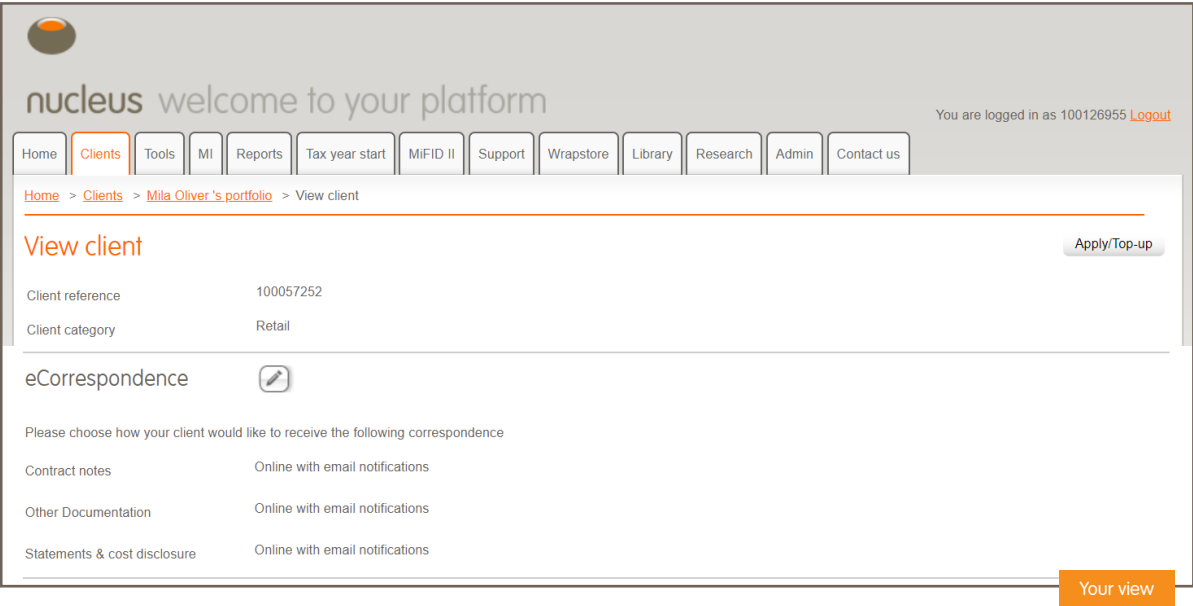 nucleus welcome to your platform
You are logged in as 100126955 Logout
Home Clients Tools MI Reports Tax year start MiFID II Support Wrapstore Library Research Admin Contact us
Home > Clients > Mila Oliver 's portfolio > View client
View client
Apply/Top-up
Client reference 100057252
Client category Retail
eCorrespondence
Please choose how your client would like to receive the following correspondence
Contract notes Online with email notifications
Other Documentation Online with email notifications
Statements & cost disclosure Online with email notifications
Your view